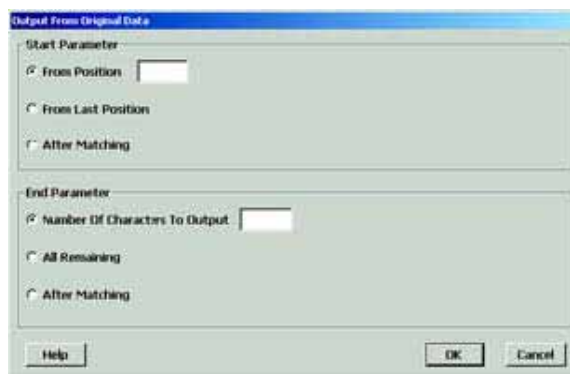 Output From Original Data
Start Parameter
From Position
From Last Position
After Matching
End Parameter
Number Of Characters To Output
All Remaining
After Matching
Help OK Cancel